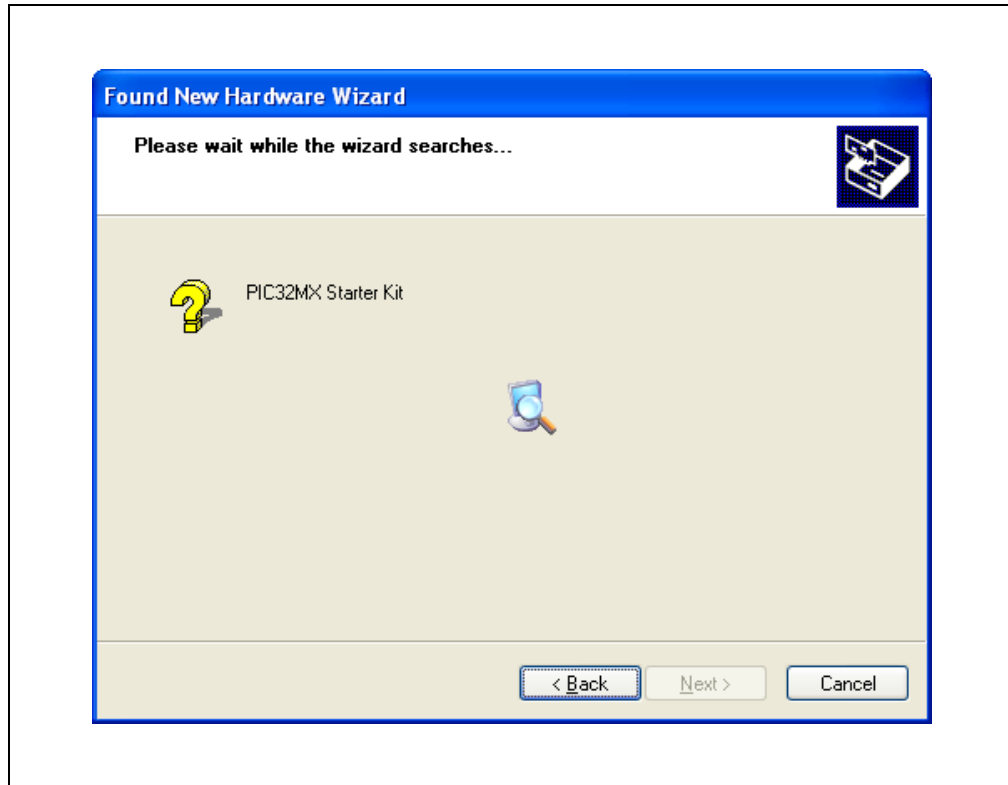 Found New Hardware Wizard
Please wait while the wizard searches...
PIC32MX Starter Kit
< Back
Next >
Cancel